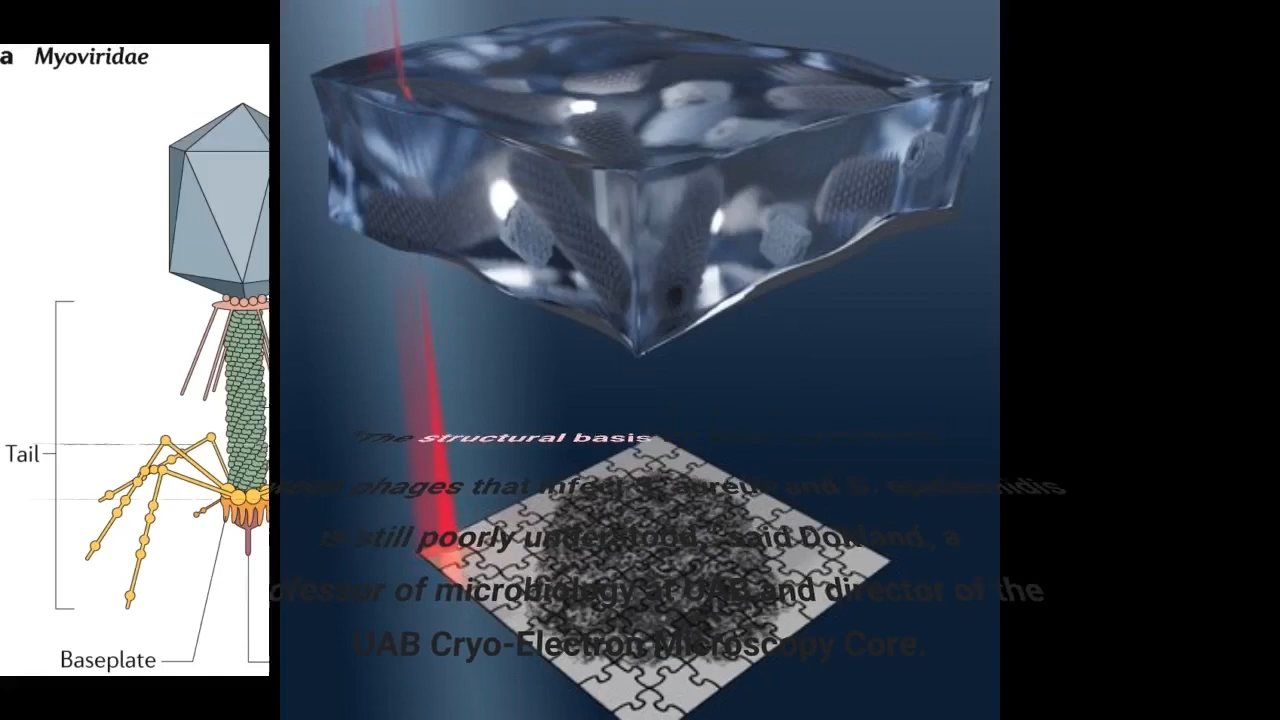 a Myoviridae
Tail
Baseplate
"The structural basis
phages that infect S. aureus and S. epidermidis
is still poorly understood," said Dokland, a
ofessor of microbiology at UAB and director of the
UAB Cryo-Electron Microscopy Core.